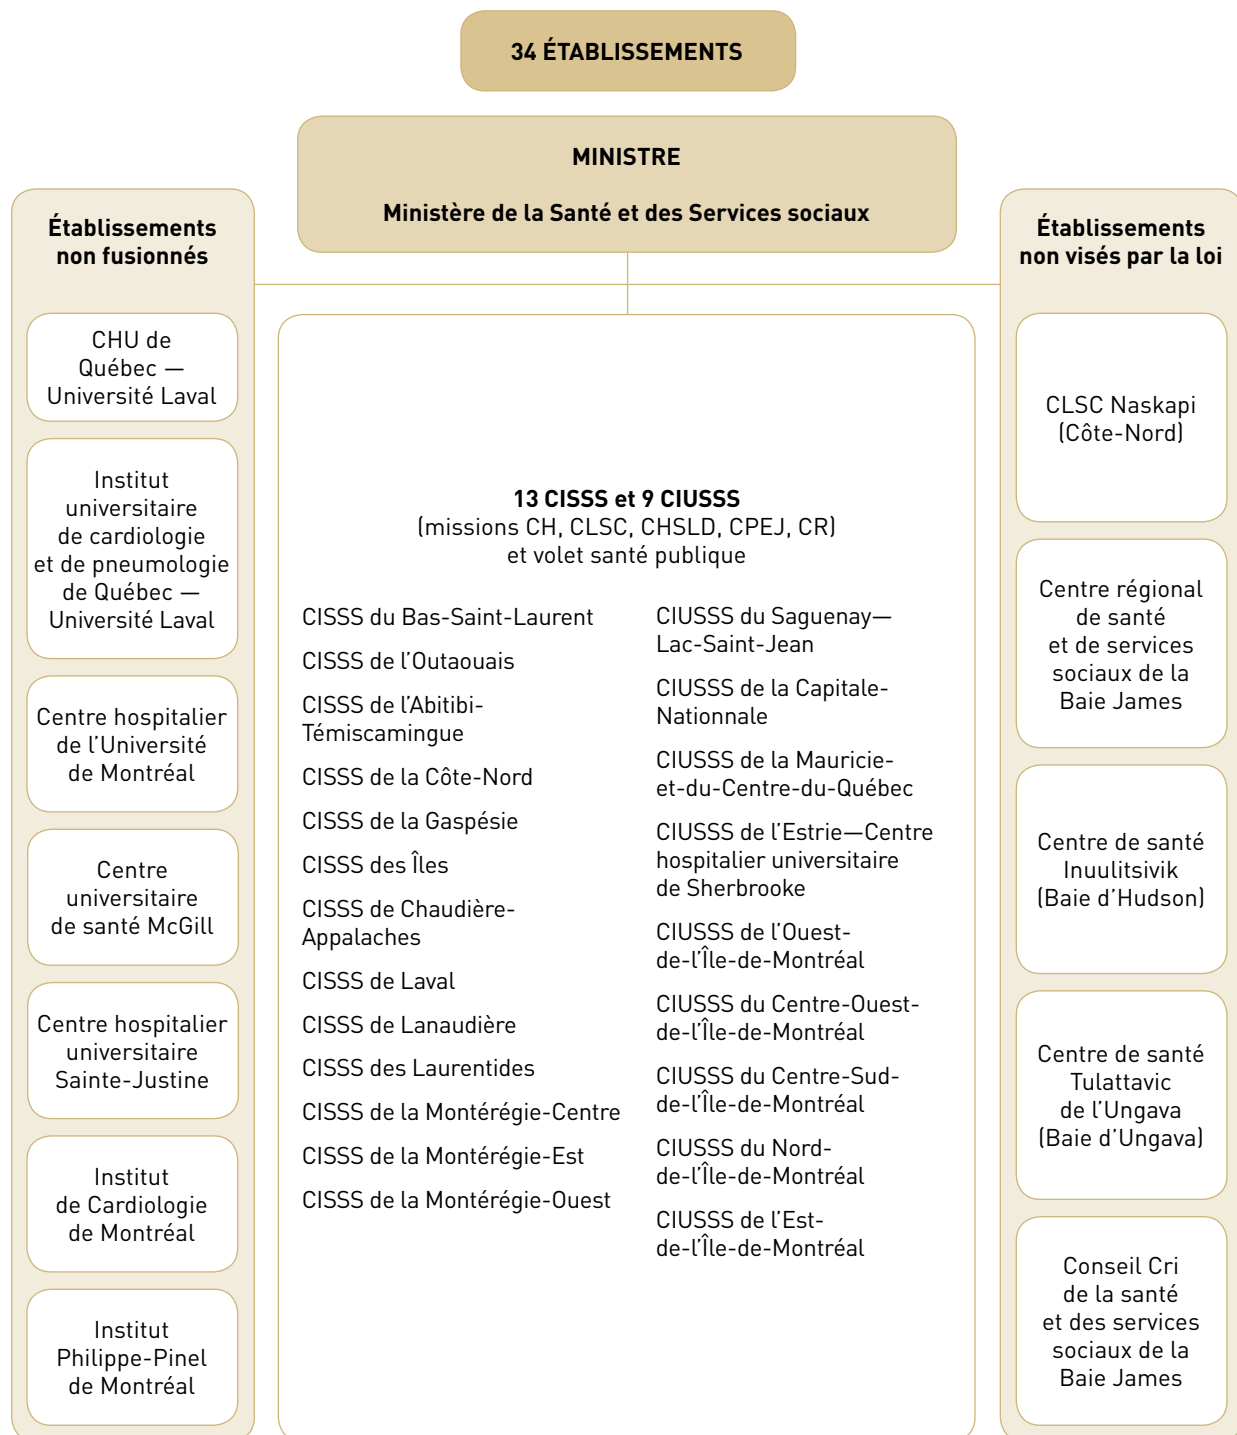 34 ÉTABLISSEMENTS
MINISTRE
Ministère de la Santé et des Services sociaux
Établissements
non fusionnés
CHU de
Québec —
Université Laval
Institut
universitaire
de cardiologie
et de pneumologie
de Québec —
Université Laval
Centre hospitalier
de l'Université
de Montréal
Centre
universitaire
de santé McGill
Centre hospitalier
universitaire
Sainte-Justine
Institut
de Cardiologie
de Montréal
Institut
Philippe-Pinel
de Montréal
13 CISSS et 9 CIUSSS
(missions CH, CLSC, CHSLD, CPEJ, CR)
et volet santé publique
CISSS du Bas-Saint-Laurent
CISSS de l'Outaouais
CISSS de l'Abitibi-
Témiscamingue
CISSS de la Côte-Nord
CISSS de la Gaspésie
CISSS des Îles
CISSS de Chaudière-
Appalaches
CISSS de Laval
CISSS de Lanaudière
CISSS des Laurentides
CISSS de la Montérégie-Centre
CISSS de la Montérégie-Est
CISSS de la Montérégie-Ouest
CIUSSS du Saguenay—
Lac-Saint-Jean
CIUSSS de la Capitale-
Nationnale
CIUSSS de la Mauricie-
et-du-Centre-du-Québec
CIUSSS de l'Estrie—Centre
hospitalier universitaire
de Sherbrooke
CIUSSS de l'Ouest-
de-l'Île-de-Montréal
CIUSSS du Centre-Ouest-
de-l'Île-de-Montréal
CIUSSS du Centre-Sud-
de-l'Île-de-Montréal
CIUSSS du Nord-
de-l'Île-de-Montréal
CIUSSS de l'Est-
de-l'Île-de-Montréal
Établissements
non visés par la loi
CLSC Naskapi
(Côte-Nord)
Centre régional
de santé
et de services
sociaux de la
Baie James
Centre de santé
Inuulitsivik
(Baie d'Hudson)
Centre de santé
Tulattavic
de l'Ungava
(Baie d'Ungava)
Conseil Cri
de la santé
et des services
sociaux de la
Baie James